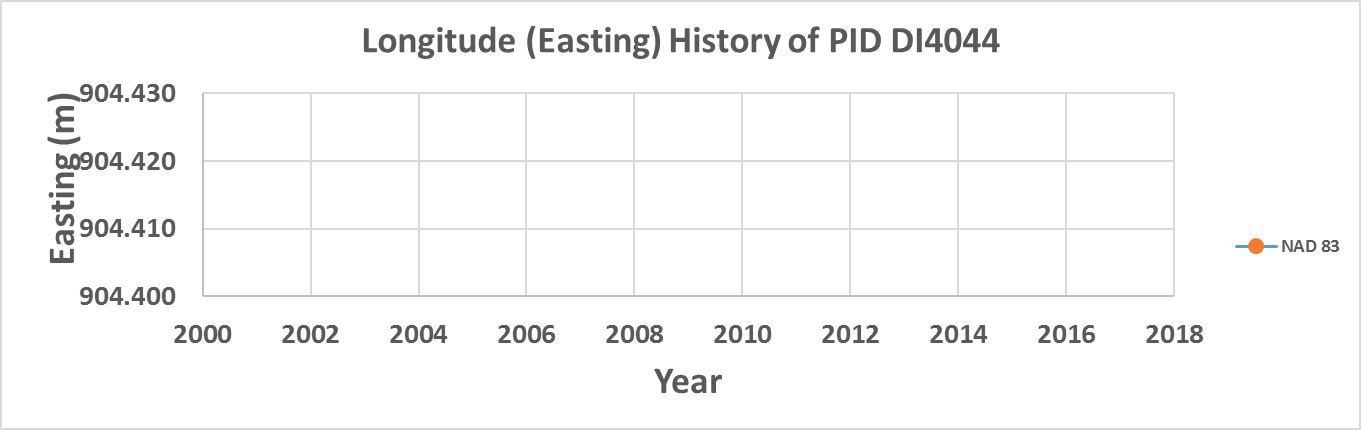 Longitude (Easting) History of PID DI4044
Easting (m)
904.430
904.420
904.410
904.400
2000 2002 2004 2006 2008 2010 2012 2014 2016 2018
Year
NAD 83